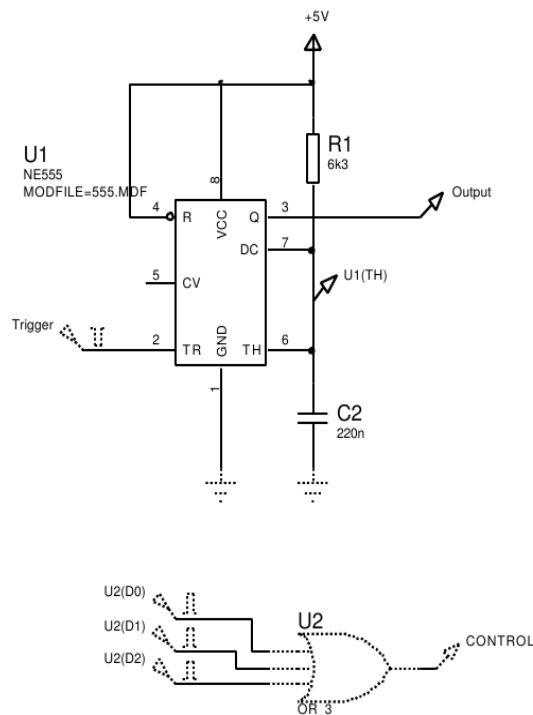 +5V
U1
NE555
MODFILE=555.MDF
R1
6k3
8
4
R
VCC
Q
3
Output
DC
7
5
CV
U1(TH)
Trigger
2
TR
GND
TH
6
1
C2
220n
U2(D0)
U2(D1)
U2(D2)
U2
CONTROL
OR 3